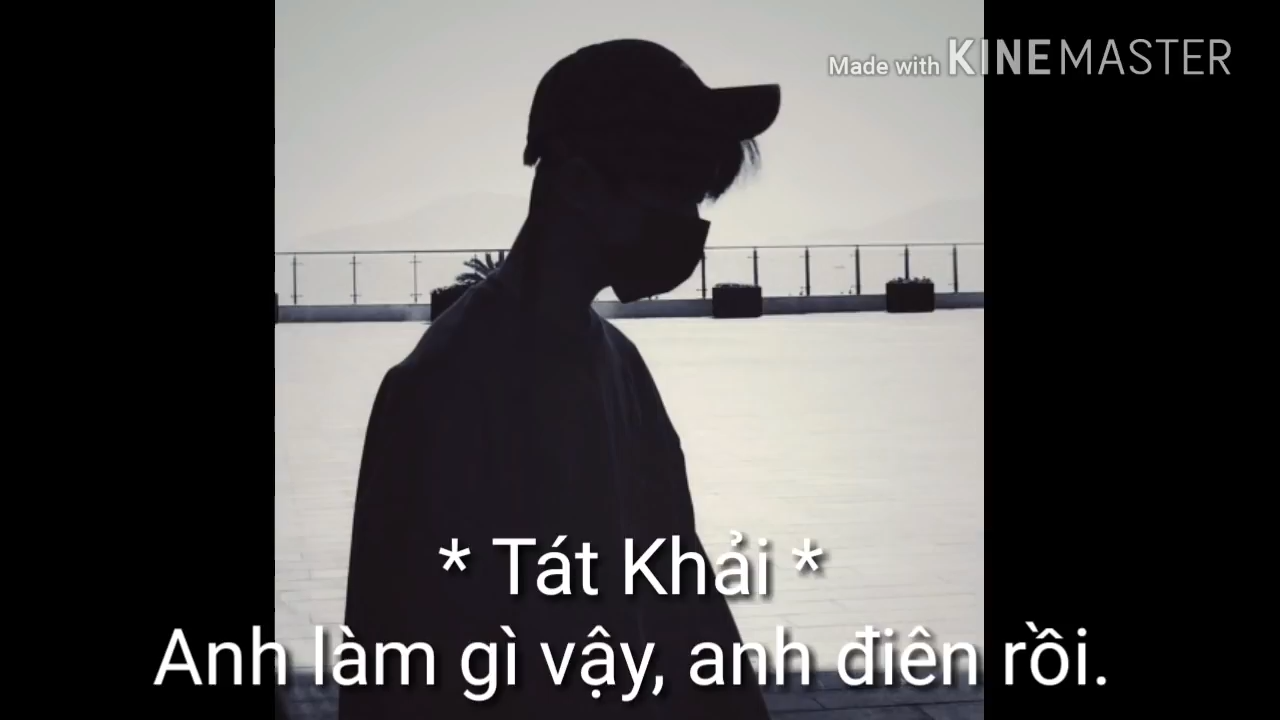 Made with KINEMASTER
* Tát Khải *
Anh làm gì vậy, anh điên rồi.